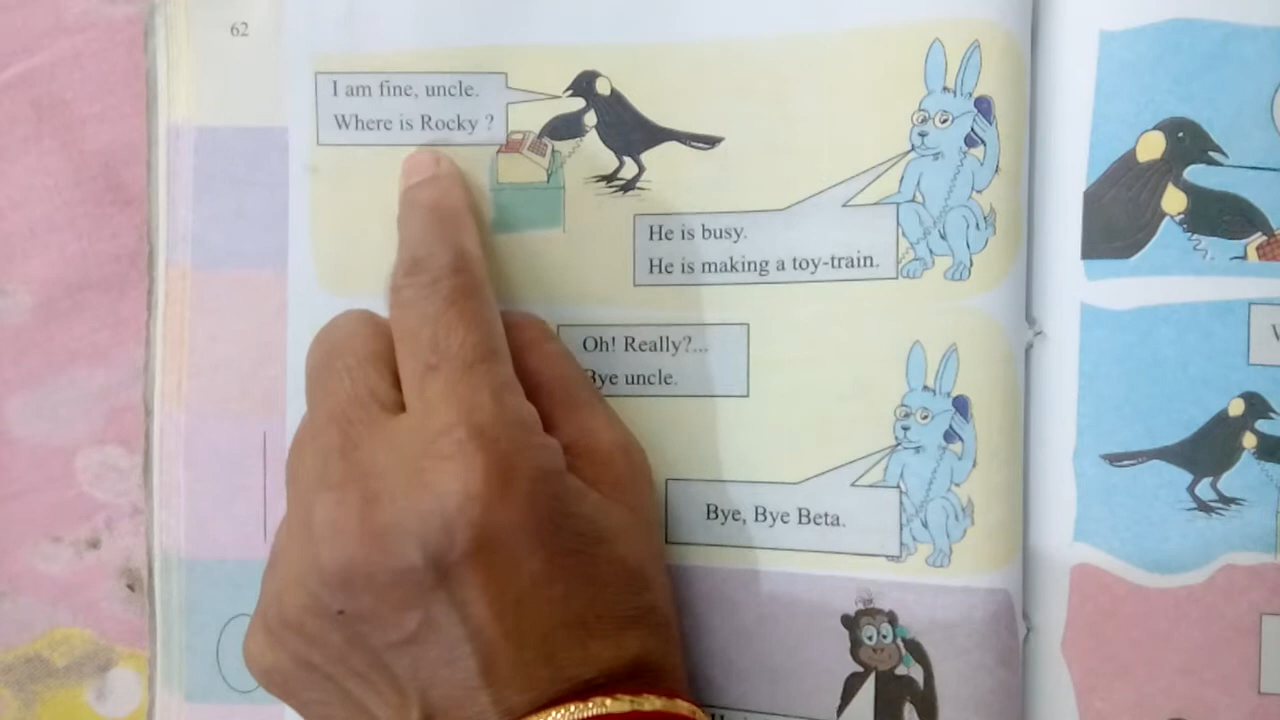 62
I am fine, uncle.
Where is Rocky ?
He is busy.
He is making a toy-train.
Oh! Really?...
Bye uncle.
Bye, Bye Beta.